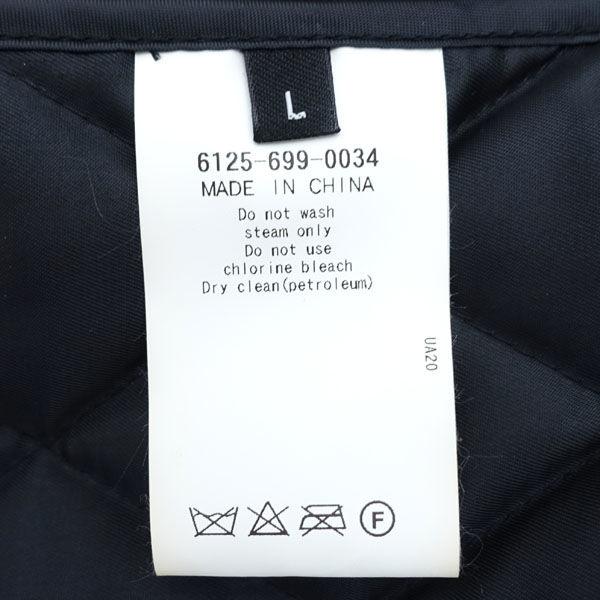 L
6125-699-0034
MADE IN CHINA
Do not wash
steam only
Do not use
chlorine bleach
Dry clean(petroleum)
UA20
F